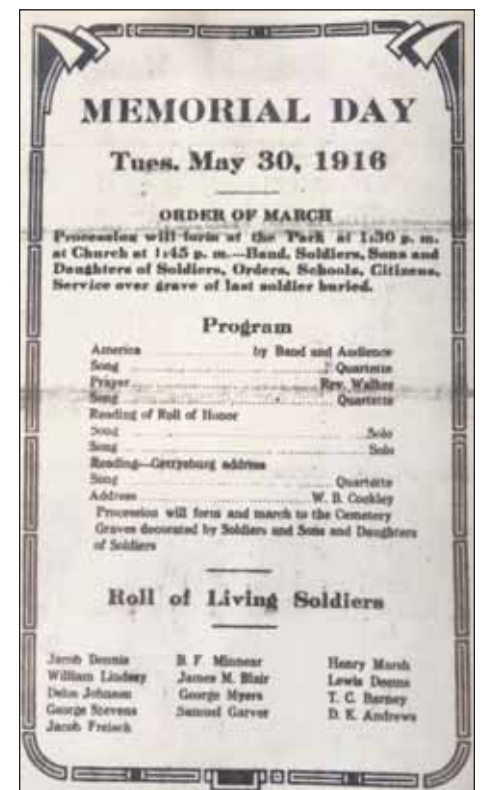 MEMORIAL DAY
Tues. May 30, 1916
ORDER OF MARCH
Procession will form at the Park at 1:30 p. m.
at Church at 1:45 p. m.—Band, Soldiers, Sons and
Daughters of Soldiers, Orders, Schools, Citizens,
Service over grave of last soldier buried.
Program
America by Band and Audience
Song Quartette
Prayer Rev. Walker
Song Quartette
Reading of Roll of Honor
Song Solo
Song Solo
Reading—Gettysburg address
Song Quartette
Address W. B.
Procession will form and march to the Cemetery
Graves decorated by Soldiers and Sons and Daughters
of Soldiers
Roll of Living Soldiers
Jacob Dennis B. F. Minnear Henry Marsh
William Lindsey James M. Blair Lewis Deems
Delos Johnson George Myers T. C. Barney
George Stevens Samuel Garver D. K. Andrews
Jacob